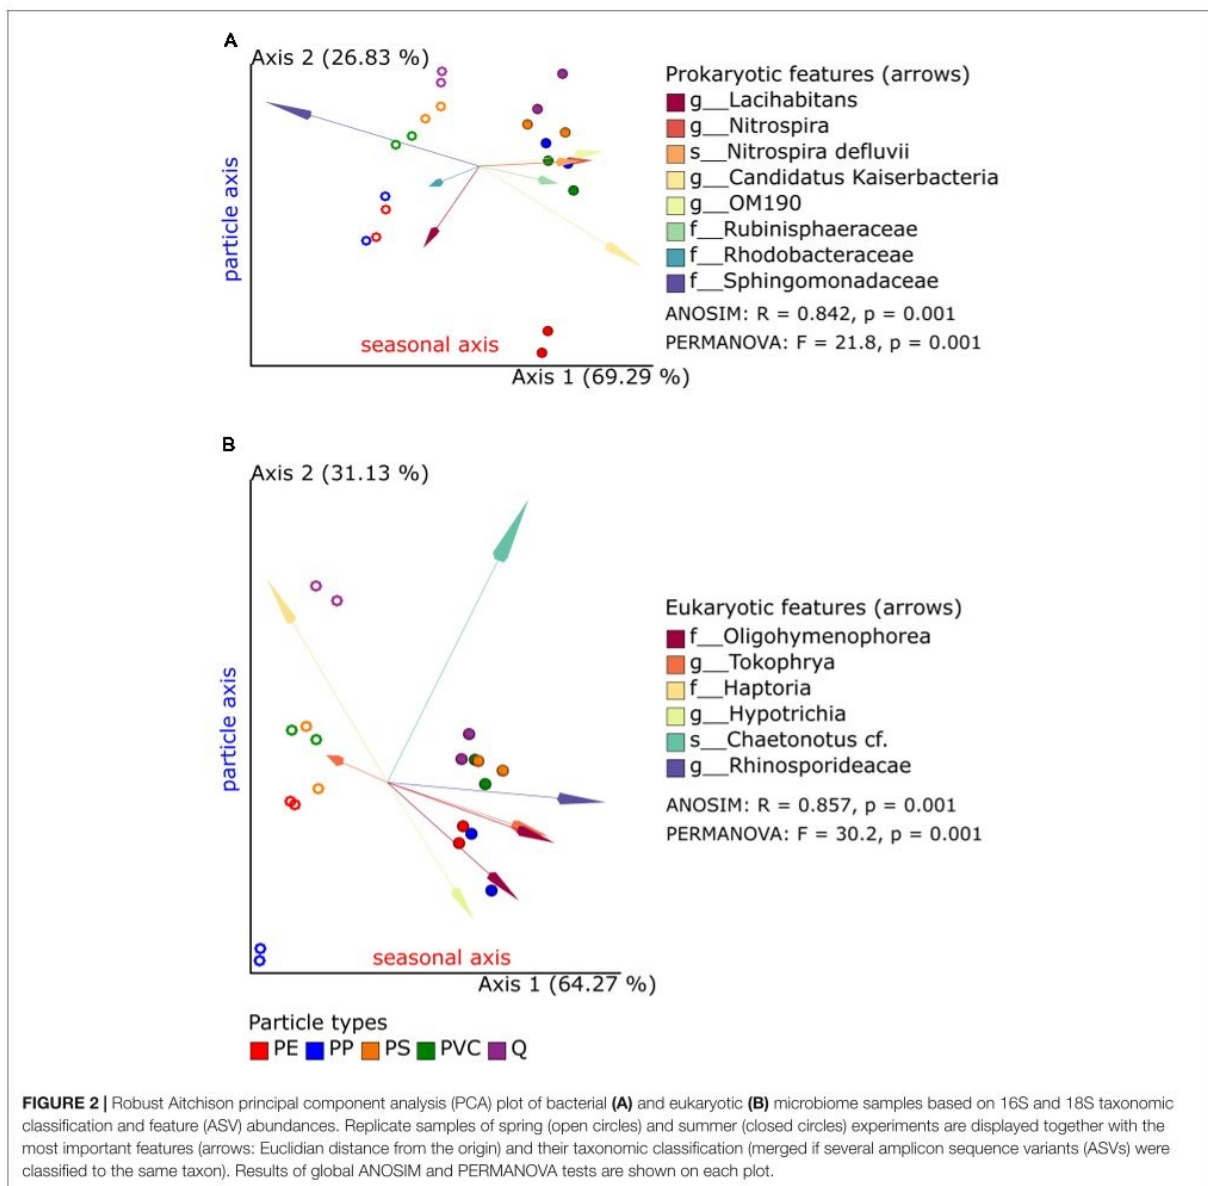 A
Axis 2 (26.83 %)
particle axis
seasonal axis
Axis 1 (69.29 %)
Prokaryotic features (arrows)
g__Lacihabitans
g__Nitrospira
s__Nitrospira defluvii
g__Candidatus Kaiserbacteria
g__OM190
f__Rubinisphaeraceae
f__Rhodobacteraceae
f__Sphingomonadaceae
ANOSIM: R = 0.842, p = 0.001
PERMANOVA: F = 21.8, p = 0.001
B
Axis 2 (31.13 %)
particle axis
seasonal axis
Axis 1 (64.27 %)
Eukaryotic features (arrows)
f__Oligohymenophorea
g__Tokophrya
f__Haptoria
g__Hypotrichia
s__Chaetonotus cf.
g__Rhinosporideacae
ANOSIM: R = 0.857, p = 0.001
PERMANOVA: F = 30.2, p = 0.001
Particle types
PE PP PS PVC Q
FIGURE 2 | Robust Aitchison principal component analysis (PCA) plot of bacterial (A) and eukaryotic (B) microbiome samples based on 16S and 18S taxonomic
classification and feature (ASV) abundances. Replicate samples of spring (open circles) and summer (closed circles) experiments are displayed together with the
most important features (arrows: Euclidian distance from the origin) and their taxonomic classification (merged if several amplicon sequence variants (ASVs) were
classified to the same taxon). Results of global ANOSIM and PERMANOVA tests are shown on each plot.